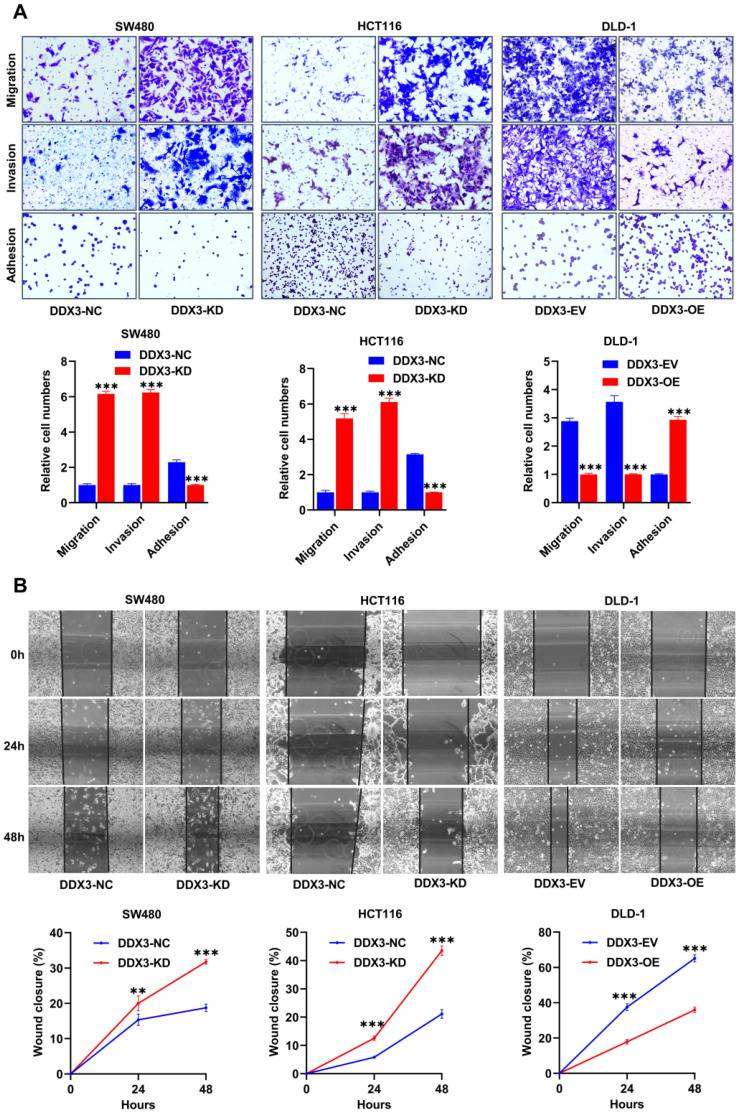 A
SW480 HCT116 DLD-1
Migration
Invasion
Adhesion
DDX3-NC DDX3-KD DDX3-NC DDX3-KD DDX3-EV DDX3-OE
SW480
DDX3-NC
DDX3-KD
Relative cell numbers
8
6
4
2
0
*** *** ***
Migration Invasion Adhesion
HCT116
DDX3-NC
DDX3-KD
Relative cell numbers
8
6
4
2
0
*** *** ***
Migration Invasion Adhesion
DLD-1
DDX3-EV
DDX3-OE
Relative cell numbers
5
4
3
2
1
0
*** *** ***
Migration Invasion Adhesion
B
SW480 HCT116 DLD-1
0h
24h
48h
DDX3-NC DDX3-KD DDX3-NC DDX3-KD DDX3-EV DDX3-OE
SW480
DDX3-NC
DDX3-KD
Wound closure (%)
40
30
20
10
0
** ***
0 24 48
Hours
HCT116
DDX3-NC
DDX3-KD
Wound closure (%)
50
40
30
20
10
0
*** ***
0 24 48
Hours
DLD-1
DDX3-EV
DDX3-OE
Wound closure (%)
80
60
40
20
0
*** ***
0 24 48
Hours